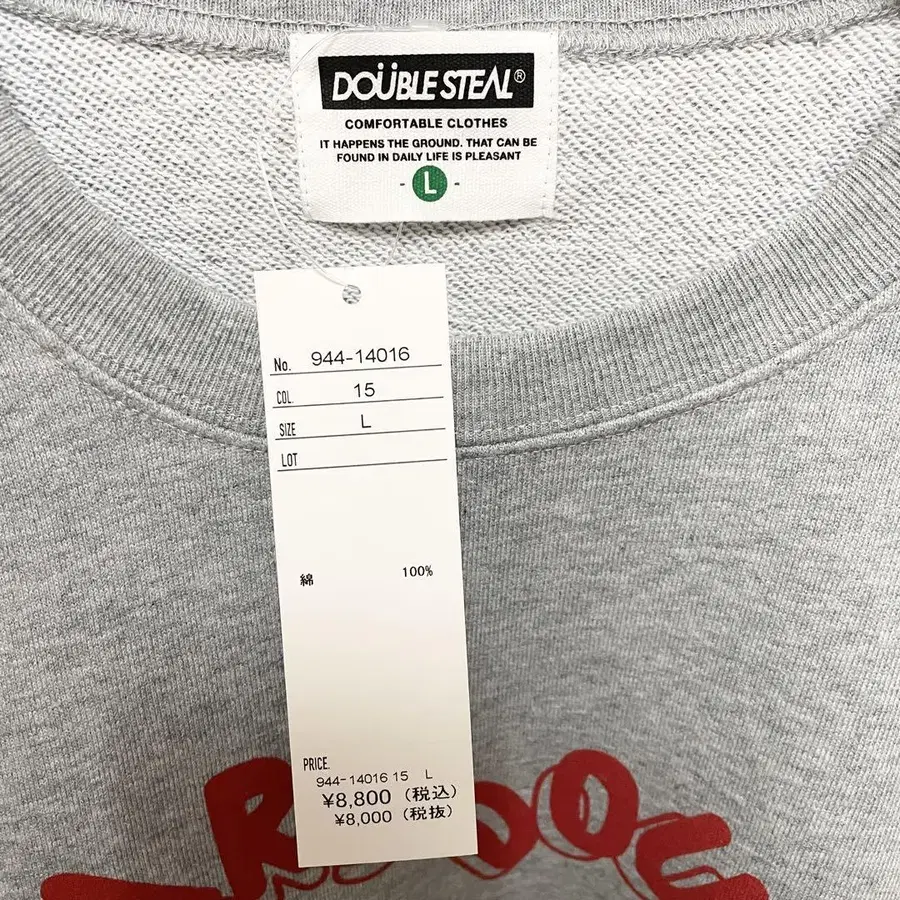 DOÜBLE STEAL®
COMFORTABLE CLOTHES
IT HAPPENS THE GROUND. THAT CAN BE
FOUND IN DAILY LIFE IS PLEASANT
- L -
No. 944-14016
COL. 15
SIZE L
LOT
綿 100%
PRICE.
944-14016 15 L
¥8,800 (税込)
¥8,000 (税抜)